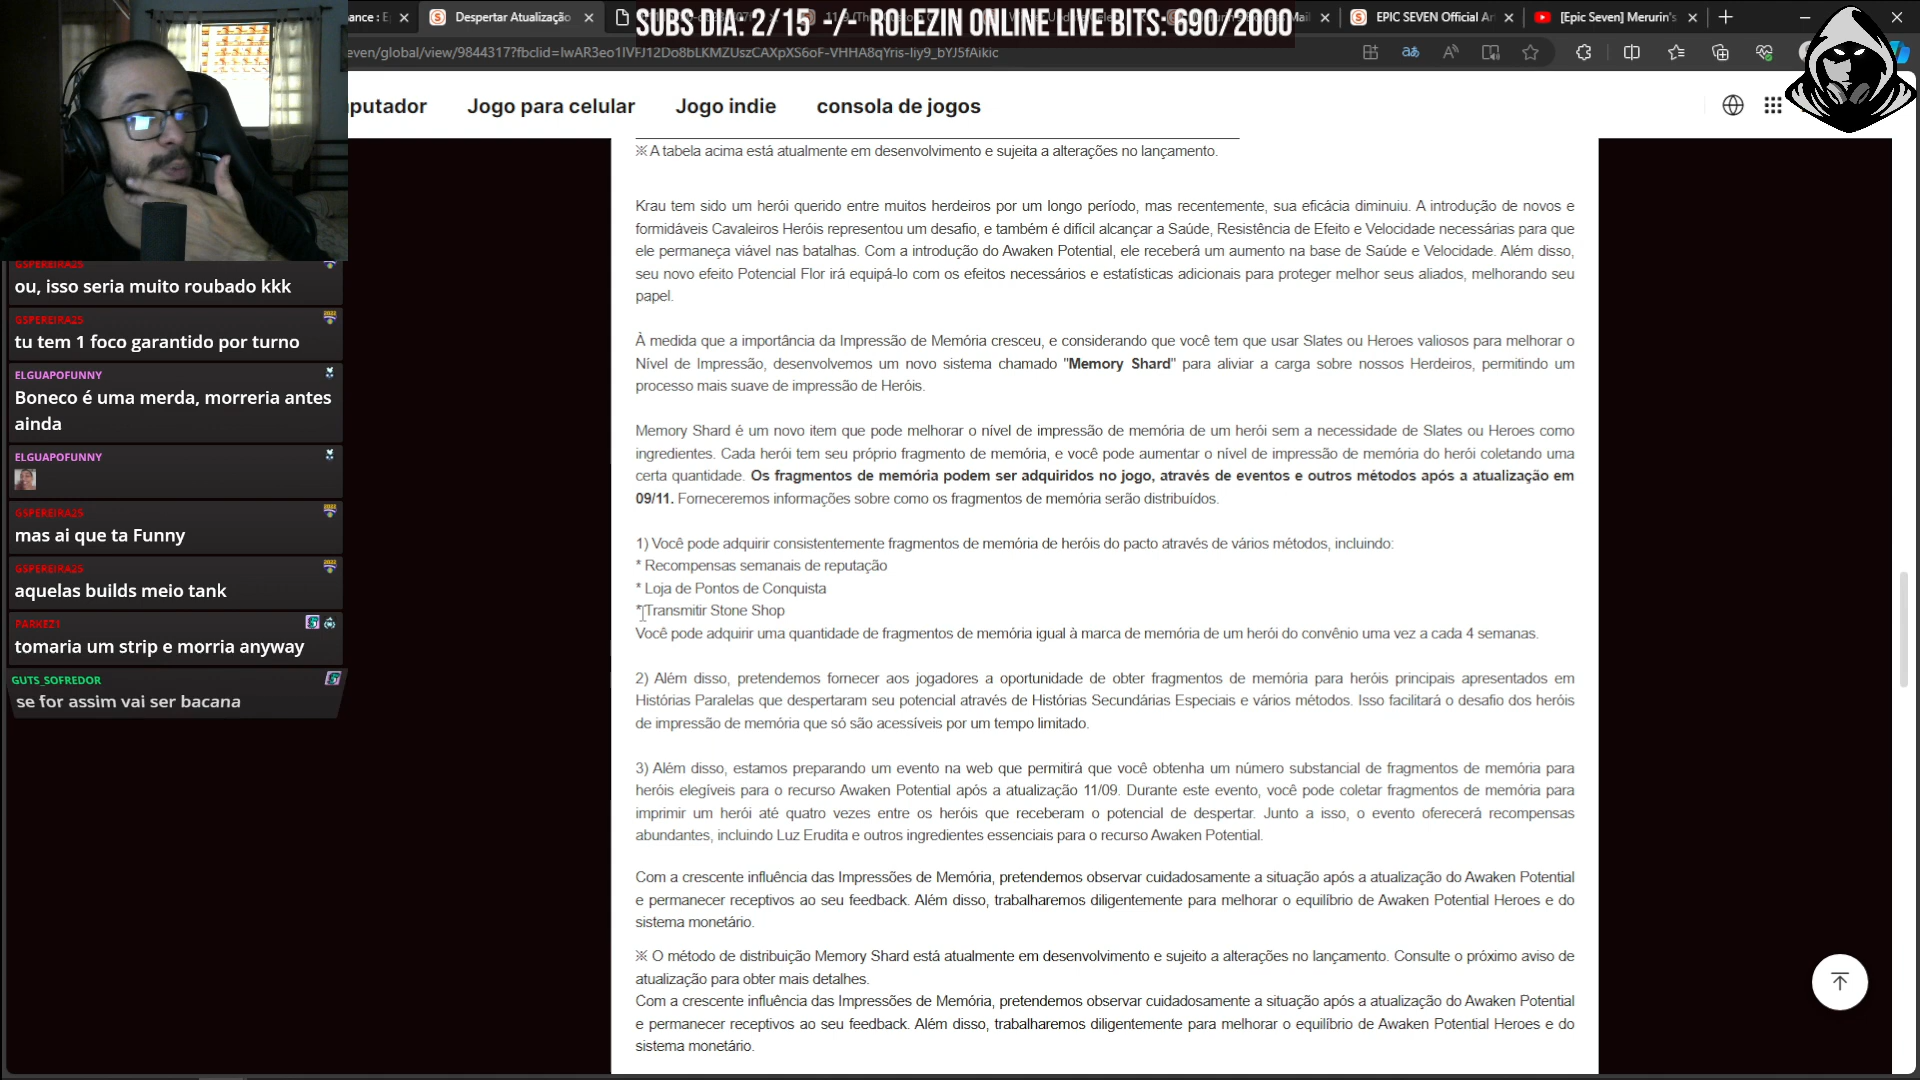 SUBS DIA: 2/15 -/- ROLEZIN ONLINE LIVE BITS: 690/2000
Despertar Atualização
EPIC SEVEN Official Ar
[Epic Seven] Merurin's
even/global/view/9844317?fbclid=IwAR3eo1IVFJ12Do8bLKMZUszCAXpXS6oF-VHHA8qYris-Iiy9_bYJ5fAikic
putador
Jogo para celular
Jogo indie
consola de jogos
※A tabela acima está atualmente em desenvolvimento e sujeita a alterações no lançamento.
Krau tem sido um herói querido entre muitos herdeiros por um longo período, mas recentemente, sua eficácia diminuiu. A introdução de novos e
formidáveis Cavaleiros Heróis representou um desafio, e também é difícil alcançar a Saúde, Resistência de Efeito e Velocidade necessárias para que
ele permaneça viável nas batalhas. Com a introdução do Awaken Potential, ele receberá um aumento na base de Saúde e Velocidade. Além disso,
seu novo efeito Potencial Flor irá equipá-lo com os efeitos necessários e estatísticas adicionais para proteger melhor seus aliados, melhorando seu
papel.
À medida que a importância da Impressão de Memória cresceu, e considerando que você tem que usar Slates ou Heroes valiosos para melhorar o
Nível de Impressão, desenvolvemos um novo sistema chamado "Memory Shard" para aliviar a carga sobre nossos Herdeiros, permitindo um
processo mais suave de impressão de Heróis.
Memory Shard é um novo item que pode melhorar o nível de impressão de memória de um herói sem a necessidade de Slates ou Heroes como
ingredientes. Cada herói tem seu próprio fragmento de memória, e você pode aumentar o nível de impressão de memória do herói coletando uma
certa quantidade. Os fragmentos de memória podem ser adquiridos no jogo, através de eventos e outros métodos após a atualização em
09/11. Forneceremos informações sobre como os fragmentos de memória serão distribuídos.
1) Você pode adquirir consistentemente fragmentos de memória de heróis do pacto através de vários métodos, incluindo:
* Recompensas semanais de reputação
* Loja de Pontos de Conquista
* Transmitir Stone Shop
Você pode adquirir uma quantidade de fragmentos de memória igual à marca de memória de um herói do convênio uma vez a cada 4 semanas.
2) Além disso, pretendemos fornecer aos jogadores a oportunidade de obter fragmentos de memória para heróis principais apresentados em
Histórias Paralelas que despertaram seu potencial através de Histórias Secundárias Especiais e vários métodos. Isso facilitará o desafio dos heróis
de impressão de memória que só são acessíveis por um tempo limitado.
3) Além disso, estamos preparando um evento na web que permitirá que você obtenha um número substancial de fragmentos de memória para
heróis elegíveis para o recurso Awaken Potential após a atualização 11/09. Durante este evento, você pode coletar fragmentos de memória para
imprimir um herói até quatro vezes entre os heróis que receberam o potencial de despertar. Junto a isso, o evento oferecerá recompensas
abundantes, incluindo Luz Erudita e outros ingredientes essenciais para o recurso Awaken Potential.
Com a crescente influência das Impressões de Memória, pretendemos observar cuidadosamente a situação após a atualização do Awaken Potential
e permanecer receptivos ao seu feedback. Além disso, trabalharemos diligentemente para melhorar o equilíbrio de Awaken Potential Heroes e do
sistema monetário.
※ O método de distribuição Memory Shard está atualmente em desenvolvimento e sujeito a alterações no lançamento. Consulte o próximo aviso de
atualização para obter mais detalhes.
Com a crescente influência das Impressões de Memória, pretendemos observar cuidadosamente a situação após a atualização do Awaken Potential
e permanecer receptivos ao seu feedback. Além disso, trabalharemos diligentemente para melhorar o equilíbrio de Awaken Potential Heroes e do
sistema monetário.
GSPEREIRA25
ou, isso seria muito roubado kkk
GSPEREIRA25
tu tem 1 foco garantido por turno
ELGUAPOFUNNY
Boneco é uma merda, morreria antes
ainda
ELGUAPOFUNNY
GSPEREIRA25
mas ai que ta Funny
GSPEREIRA25
aquelas builds meio tank
PARKEZ1
tomaria um strip e morria anyway
GUTS_SOFREDOR
se for assim vai ser bacana